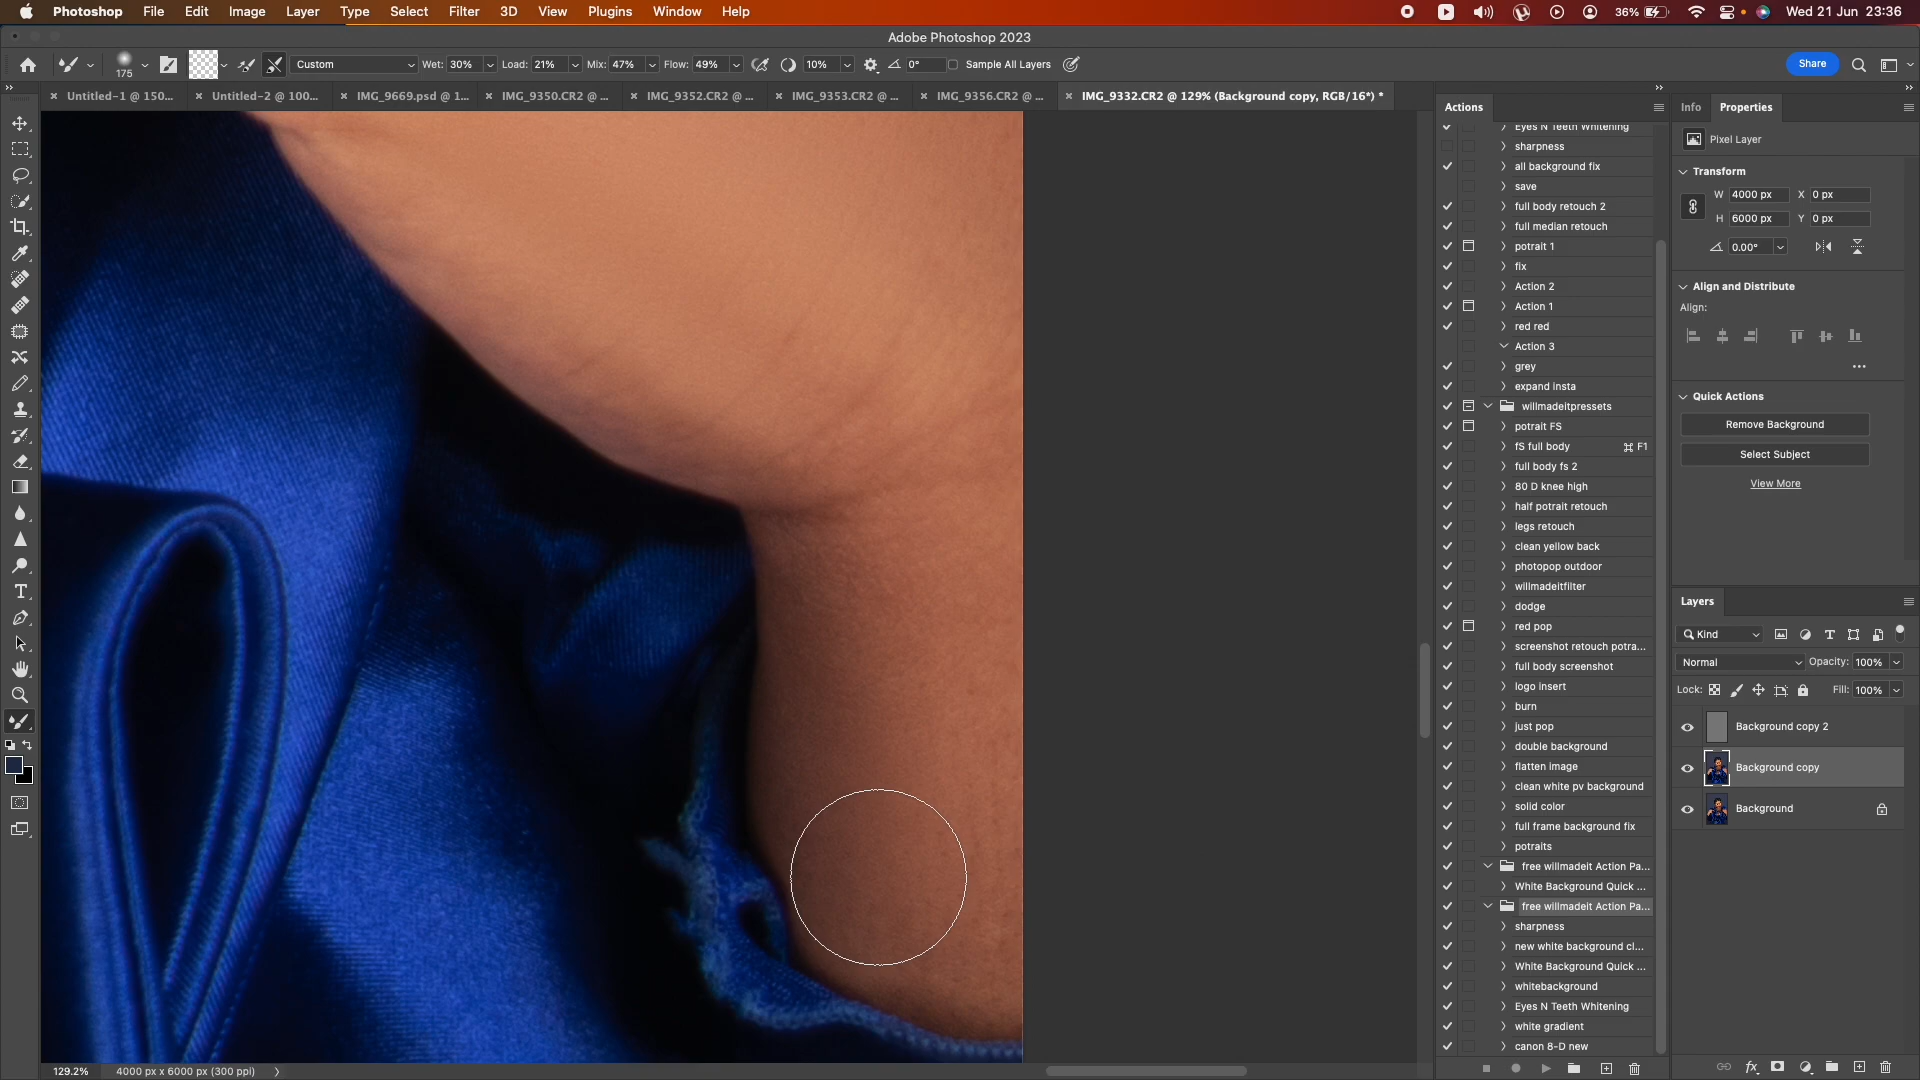 Photoshop File Edit Image Layer Type Select Filter 3D View Plugins Window Help 36% Wed 21 Jun 23:36
Adobe Photoshop 2023
175 Custom Wet: 30% Load: 21% Mix: 47% Flow: 49% 10% 0° Sample All Layers Share
Untitled-1 @ 150... Untitled-2 @ 100... IMG_9669.psd @ 1... IMG_9350.CR2 @ ... IMG_9352.CR2 @ ... IMG_9353.CR2 @ ... IMG_9356.CR2 @ ... IMG_9332.CR2 @ 129% (Background copy, RGB/16*) *
Actions
Eyes N Teeth Whitening
sharpness
all background fix
save
full body retouch 2
full median retouch
potrait 1
fix
Action 2
Action 1
red red
Action 3
grey
expand insta
willmadeitpressets
potrait FS
fS full body ⌘ F1
full body fs 2
80 D knee high
half potrait retouch
legs retouch
clean yellow back
photopop outdoor
willmadeitfilter
dodge
red pop
screenshot retouch potra...
full body screenshot
logo insert
burn
just pop
double background
flatten image
clean white pv background
solid color
full frame background fix
potraits
free willmadeit Action Pa...
White Background Quick ...
free willmadeit Action Pa...
sharpness
new white background cl...
White Background Quick ...
whitebackground
Eyes N Teeth Whitening
white gradient
canon 8-D new
Info Properties
Pixel Layer
Transform
W 4000 px X 0 px
H 6000 px Y 0 px
0.00°
Align and Distribute
Align:
Quick Actions
Remove Background
Select Subject
View More
Layers
Kind
Normal Opacity: 100%
Lock: Fill: 100%
Background copy 2
Background copy
Background
129.2% 4000 px x 6000 px (300 ppi)